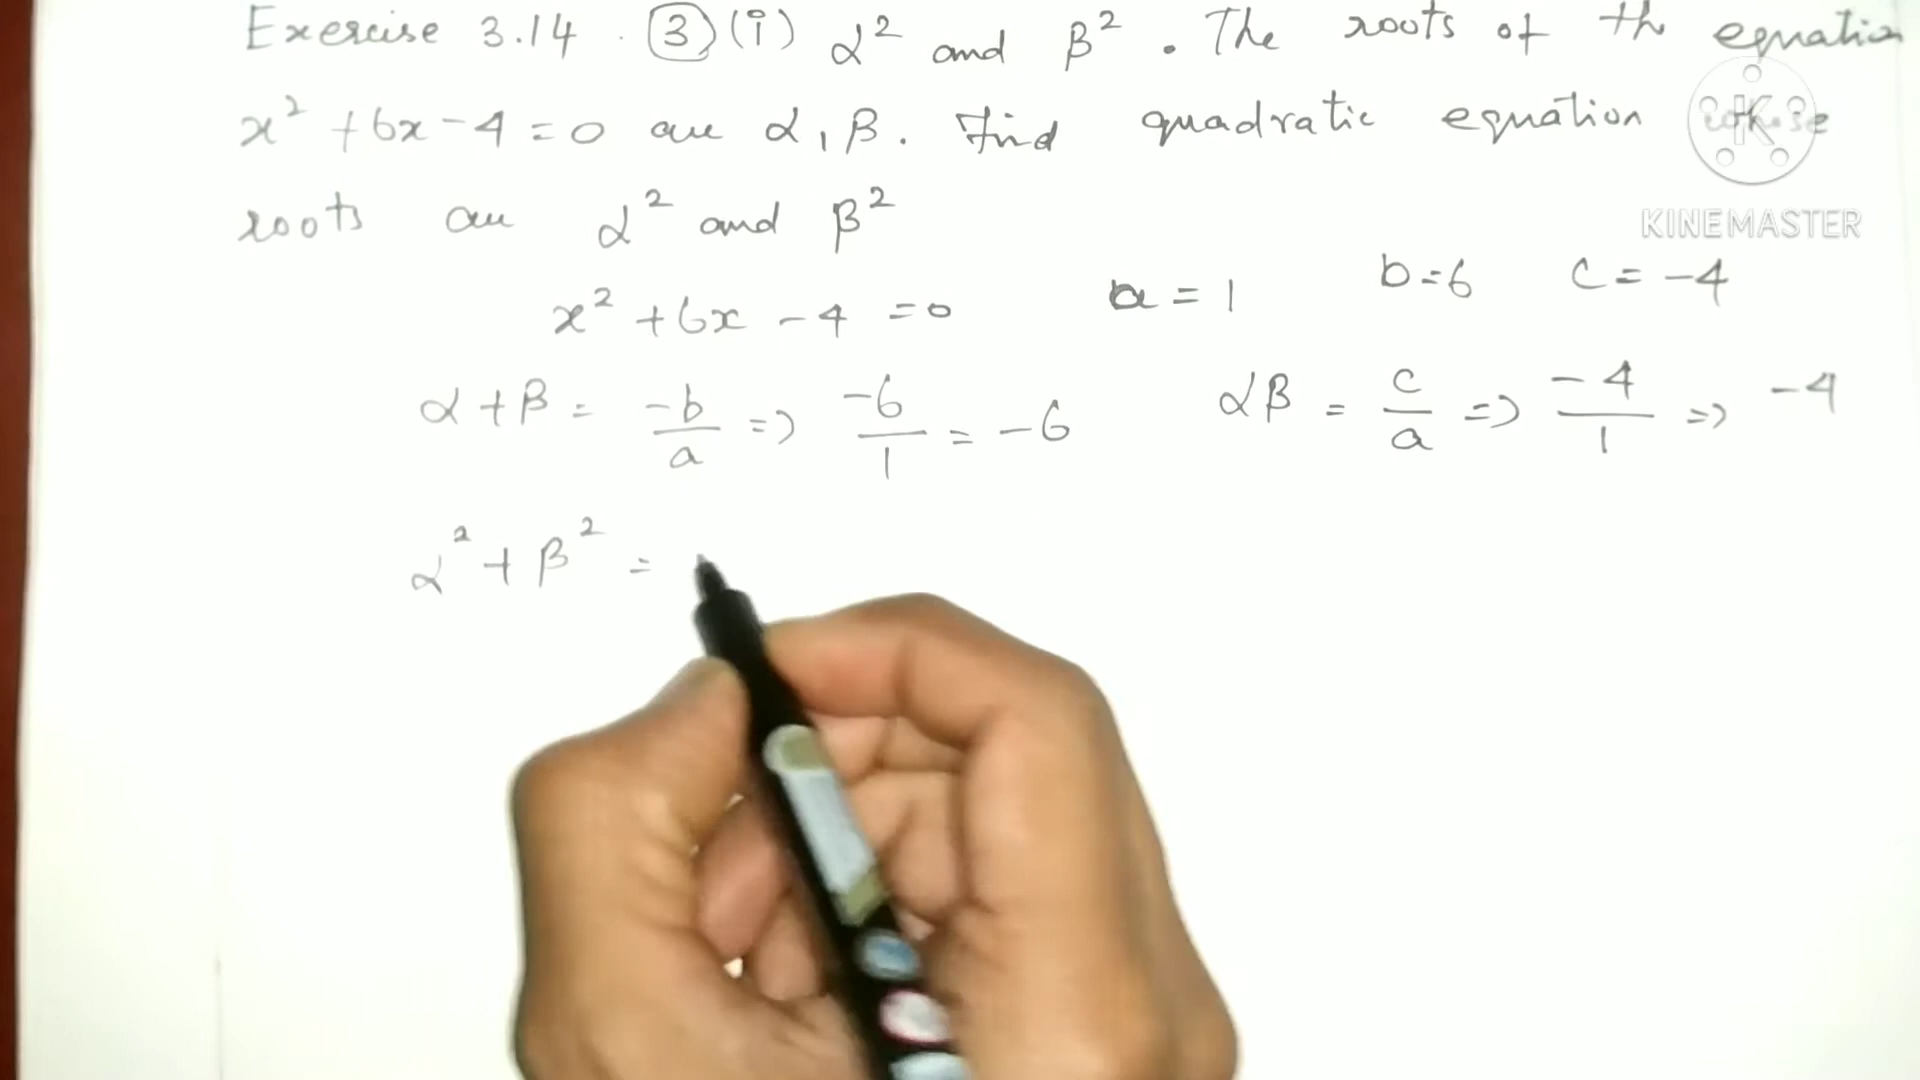 Exercise 3.14 . ③ (i) α² and β² . The roots of th equation
x² + 6x - 4 = 0 are α, β. Find quadratic equation
roots are α² and β²
KINEMASTER
x² + 6x - 4 = 0 a = 1 b = 6 c = -4
α + β = -b/a => -6/1 = -6 αβ = c/a => -4/1 => -4
α² + β² =